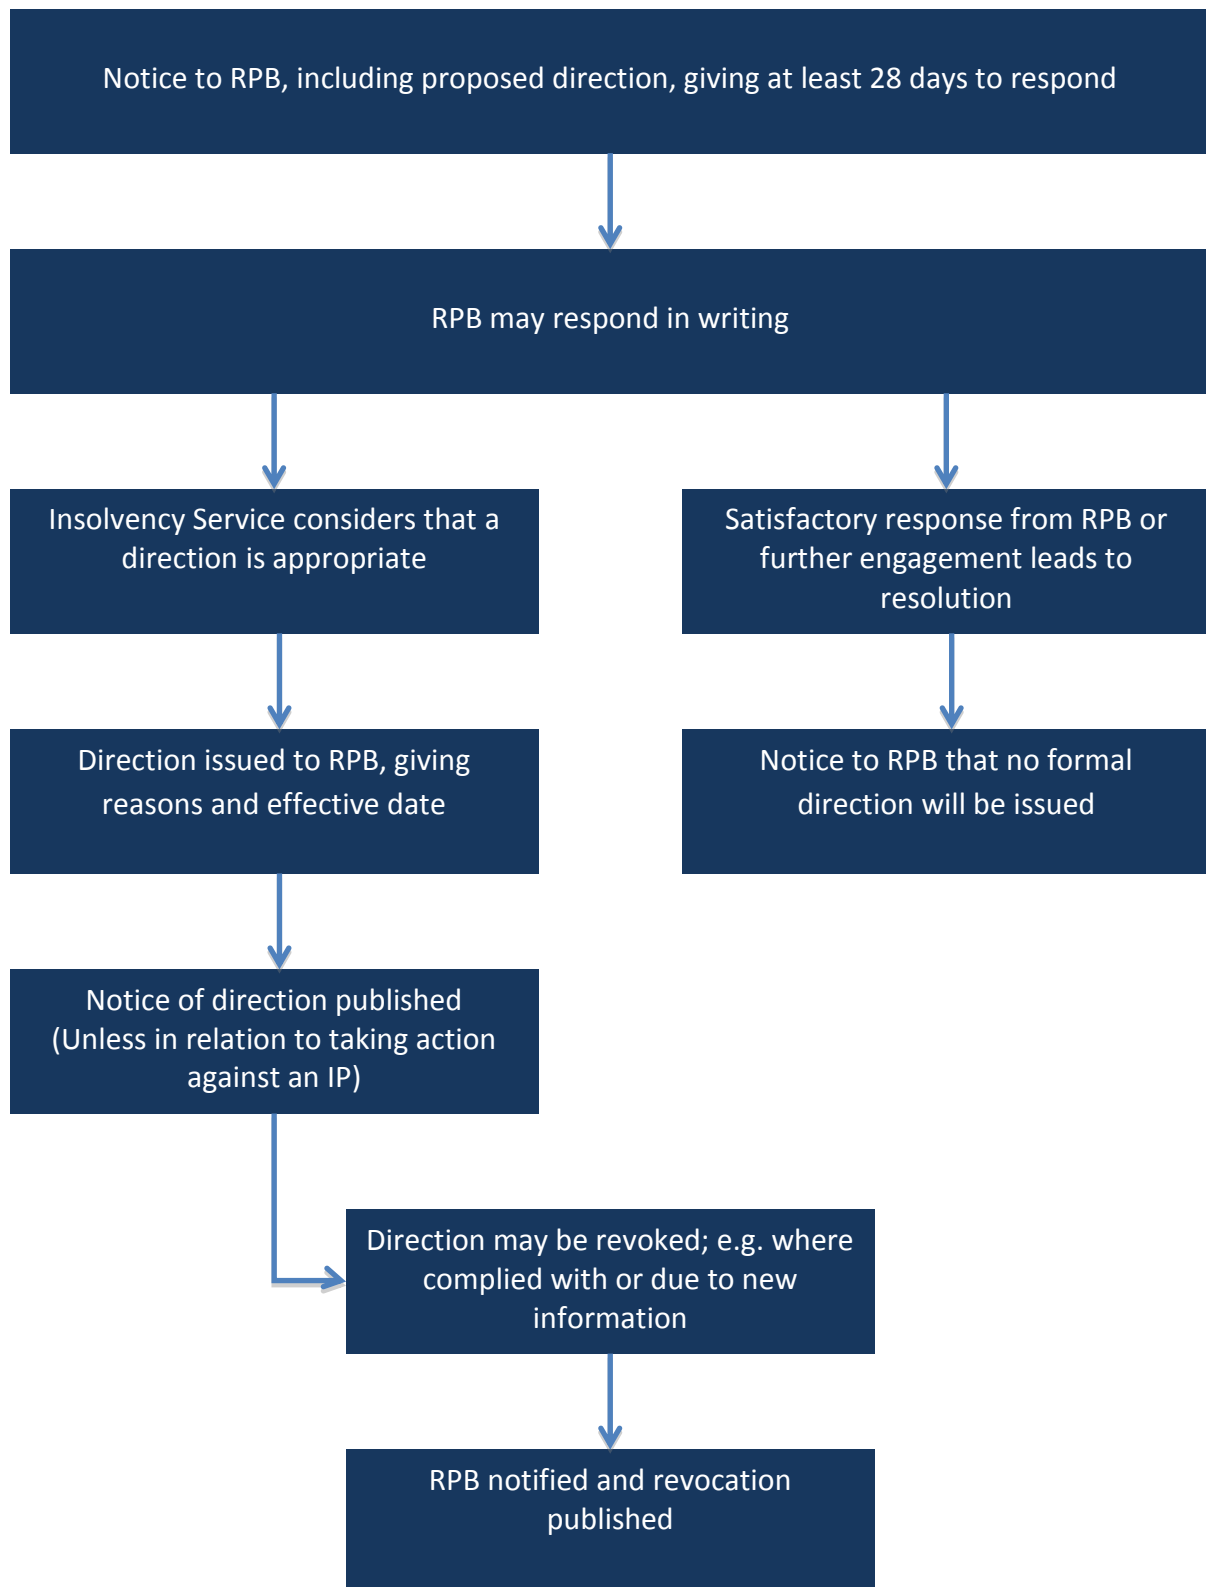 Notice to RPB, including proposed direction, giving at least 28 days to respond
RPB may respond in writing
Insolvency Service considers that a
direction is appropriate
Satisfactory response from RPB or
further engagement leads to
resolution
Direction issued to RPB, giving
reasons and effective date
Notice to RPB that no formal
direction will be issued
Notice of direction published
(Unless in relation to taking action
against an IP)
Direction may be revoked; e.g. where
complied with or due to new
information
RPB notified and revocation
published